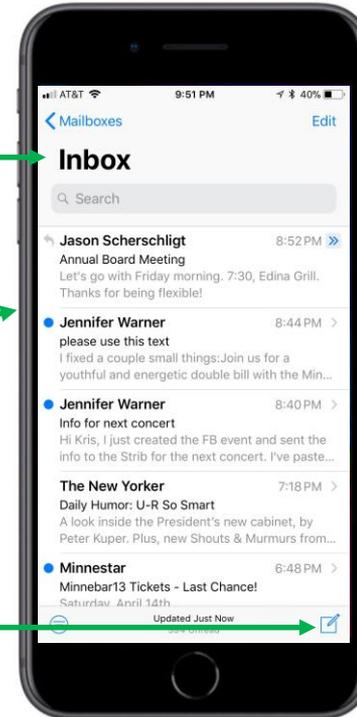 AT&T 9:51 PM 40%
Mailboxes Edit
Inbox
Search
Jason Scherschligt 8:52 PM
Annual Board Meeting
Let's go with Friday morning. 7:30, Edina Grill.
Thanks for being flexible!
Jennifer Warner 8:44 PM
please use this text
I fixed a couple small things:Join us for a
youthful and energetic double bill with the Min...
Jennifer Warner 8:40 PM
Info for next concert
Hi Kris, I just created the FB event and sent the
info to the Strib for the next concert. I've paste...
The New Yorker 7:18 PM
Daily Humor: U-R So Smart
A look inside the President's new cabinet, by
Peter Kuper. Plus, new Shouts & Murmurs from...
Minnestar 6:48 PM
Minnebar13 Tickets - Last Chance!
Saturday, April 14th
Updated Just Now
Unread